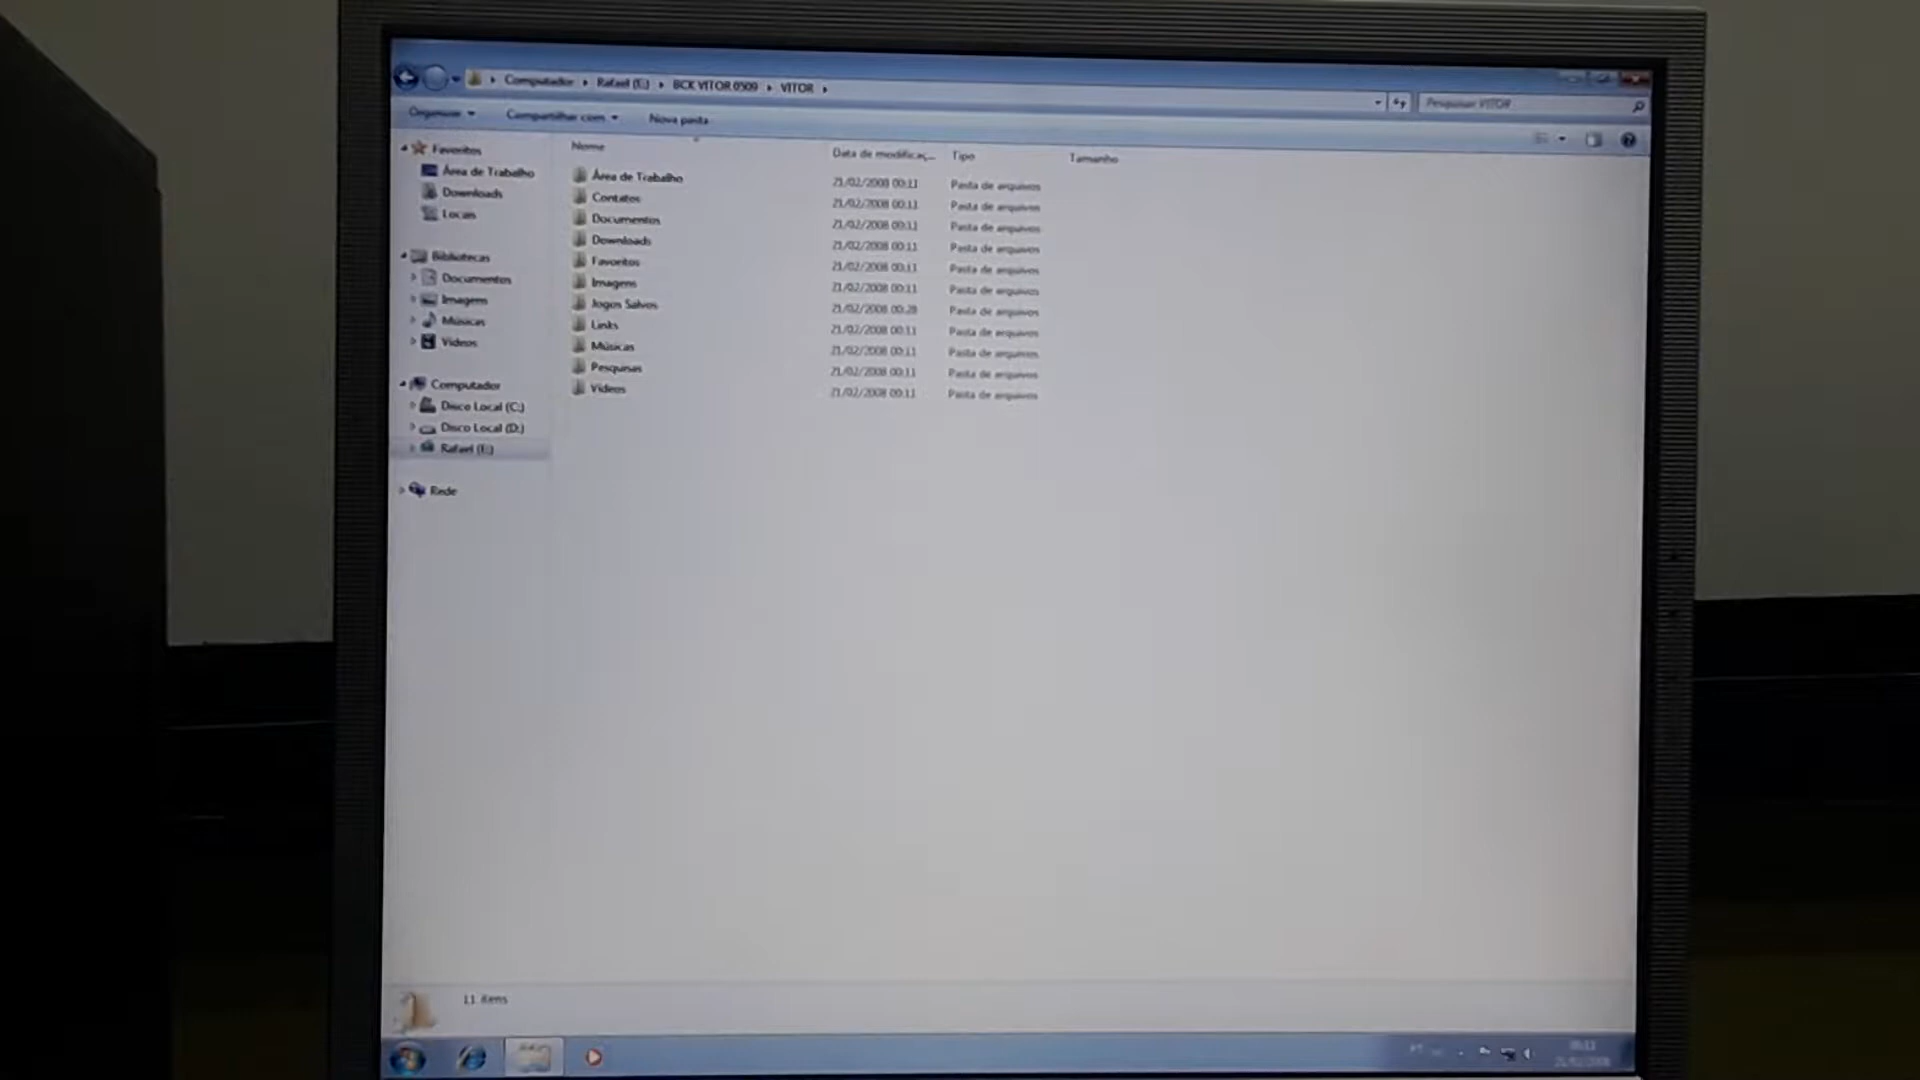 Computador Rafael (E:) BCK VITOR 0509 VITOR
Pesquisar VITOR
Organizar Compartilhar com Nova pasta
Favoritos
Área de Trabalho
Downloads
Locais
Bibliotecas
Documentos
Imagens
Músicas
Vídeos
Computador
Disco Local (C:)
Disco Local (D:)
Rafael (E:)
Rede
Nome Data de modificaç... Tipo Tamanho
Área de Trabalho 21/02/2008 00:11 Pasta de arquivos
Contatos 21/02/2008 00:11 Pasta de arquivos
Documentos 21/02/2008 00:11 Pasta de arquivos
Downloads 21/02/2008 00:11 Pasta de arquivos
Favoritos 21/02/2008 00:11 Pasta de arquivos
Imagens 21/02/2008 00:11 Pasta de arquivos
Jogos Salvos 21/02/2008 00:28 Pasta de arquivos
Links 21/02/2008 00:11 Pasta de arquivos
Músicas 21/02/2008 00:11 Pasta de arquivos
Pesquisas 21/02/2008 00:11 Pasta de arquivos
Vídeos 21/02/2008 00:11 Pasta de arquivos
11 itens
PT
21/02/2008